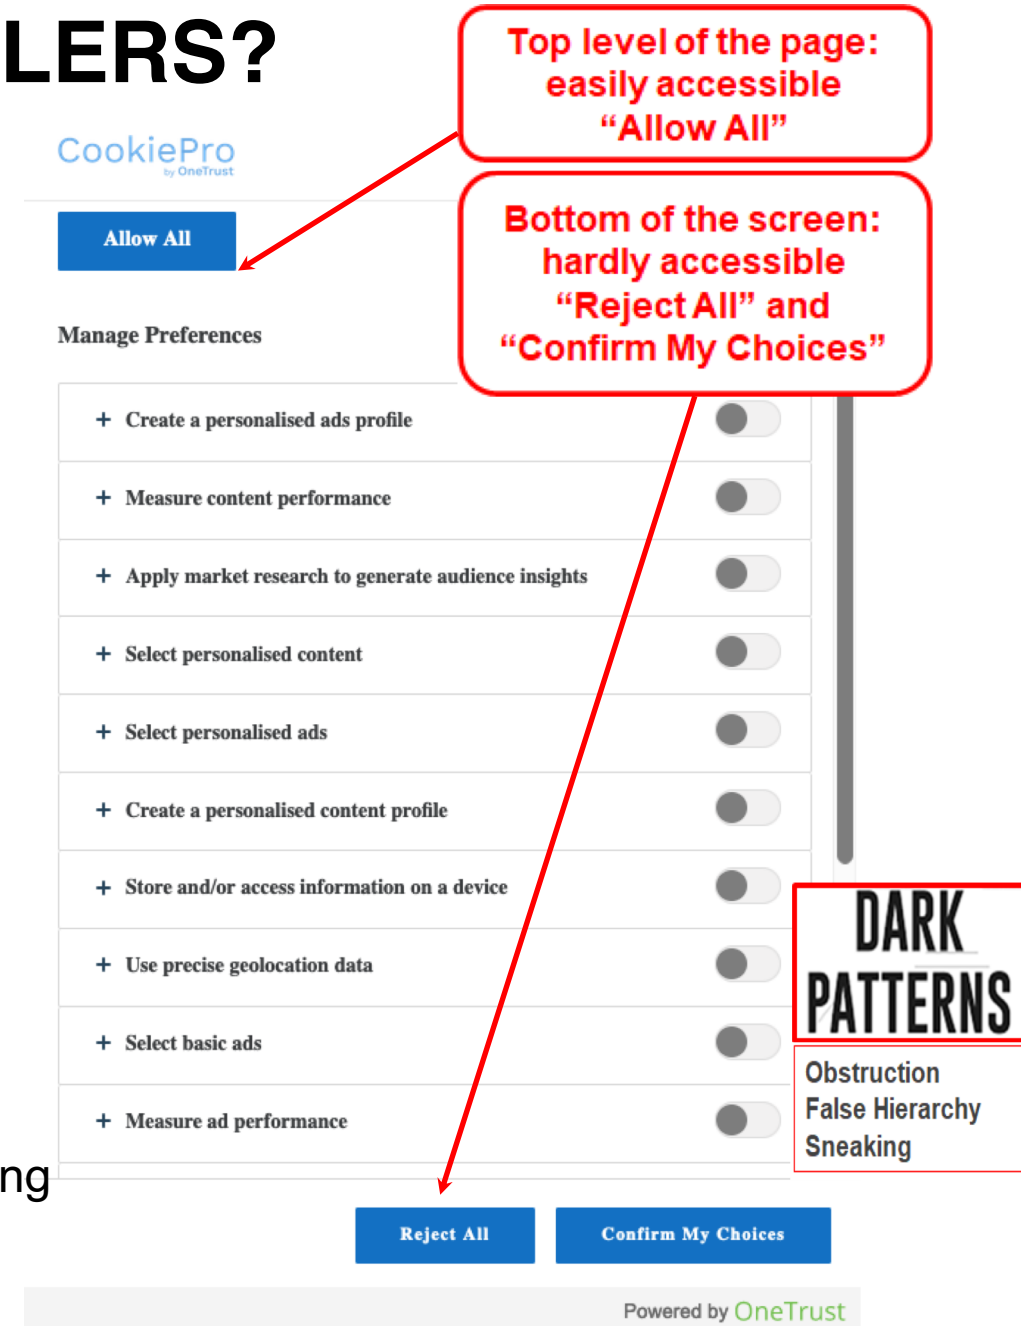 LERS?
Top level of the page:
easily accessible
“Allow All”
CookiePro
by OneTrust
Bottom of the screen:
hardly accessible
“Reject All” and
“Confirm My Choices”
Allow All
Manage Preferences
+ Create a personalised ads profile
+ Measure content performance
+ Apply market research to generate audience insights
+ Select personalised content
+ Select personalised ads
+ Create a personalised content profile
+ Store and/or access information on a device
+ Use precise geolocation data
+ Select basic ads
+ Measure ad performance
DARK
PATTERNS
Obstruction
False Hierarchy
Sneaking
ng
Reject All
Confirm My Choices
Powered by OneTrust